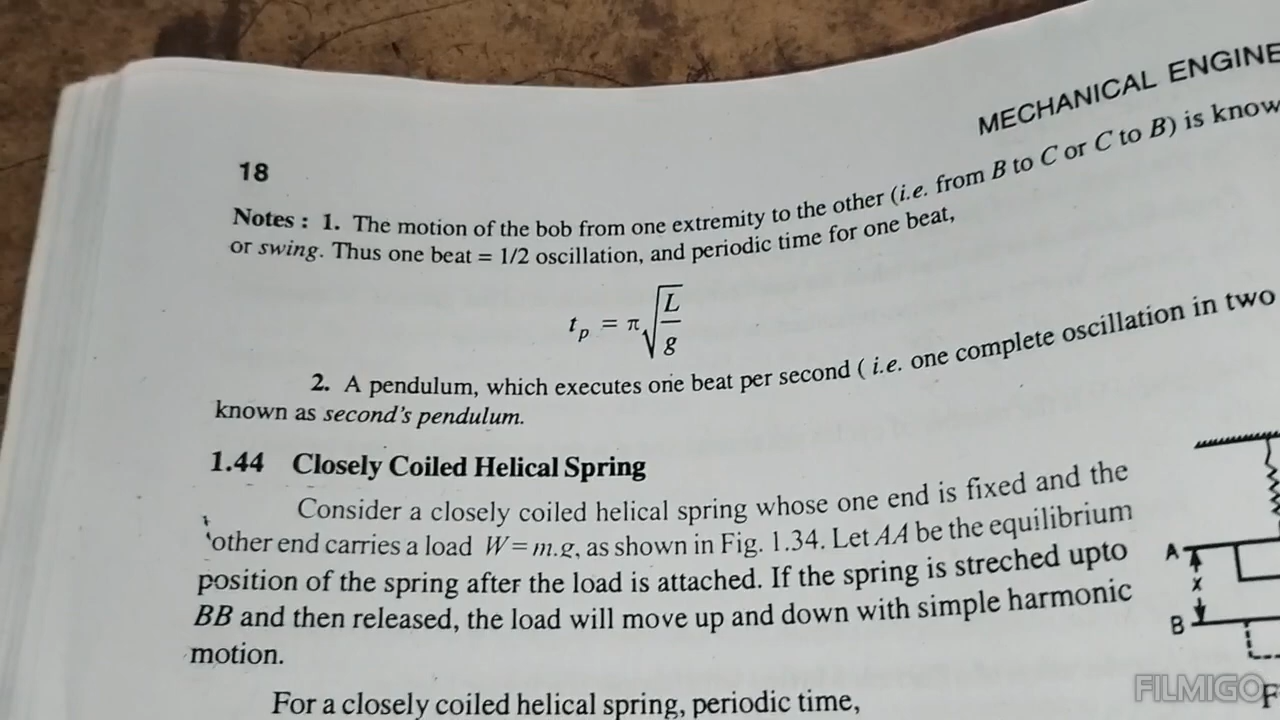 MECHANICAL ENGINE
18
Notes : 1. The motion of the bob from one extremity to the other (i.e. from B to C or C to B) is know
or swing. Thus one beat = 1/2 oscillation, and periodic time for one beat,
t_p = π√(L/g)
2. A pendulum, which executes one beat per second ( i.e. one complete oscillation in two
known as second's pendulum.
1.44 Closely Coiled Helical Spring
Consider a closely coiled helical spring whose one end is fixed and the
other end carries a load W=m.g, as shown in Fig. 1.34. Let AA be the equilibrium
position of the spring after the load is attached. If the spring is streched upto
BB and then released, the load will move up and down with simple harmonic
motion.
For a closely coiled helical spring, periodic time,
A
x
B
F
FILMIGO